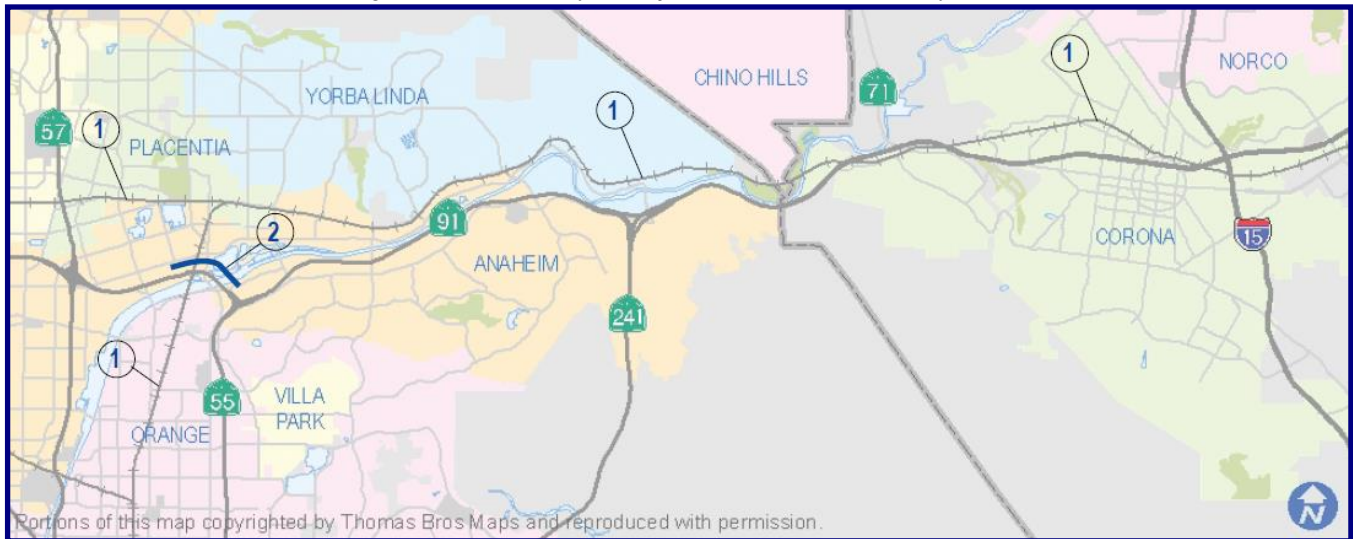 CHINO HILLS
NORCO
1
71
YORBA LINDA
1
57
1
PLACENTIA
91
2
ANAHEIM
CORONA
15
241
1
55
VILLA
PARK
ORANGE
Portions of this map copyrighted by Thomas Bros Maps and reproduced with permission.
N